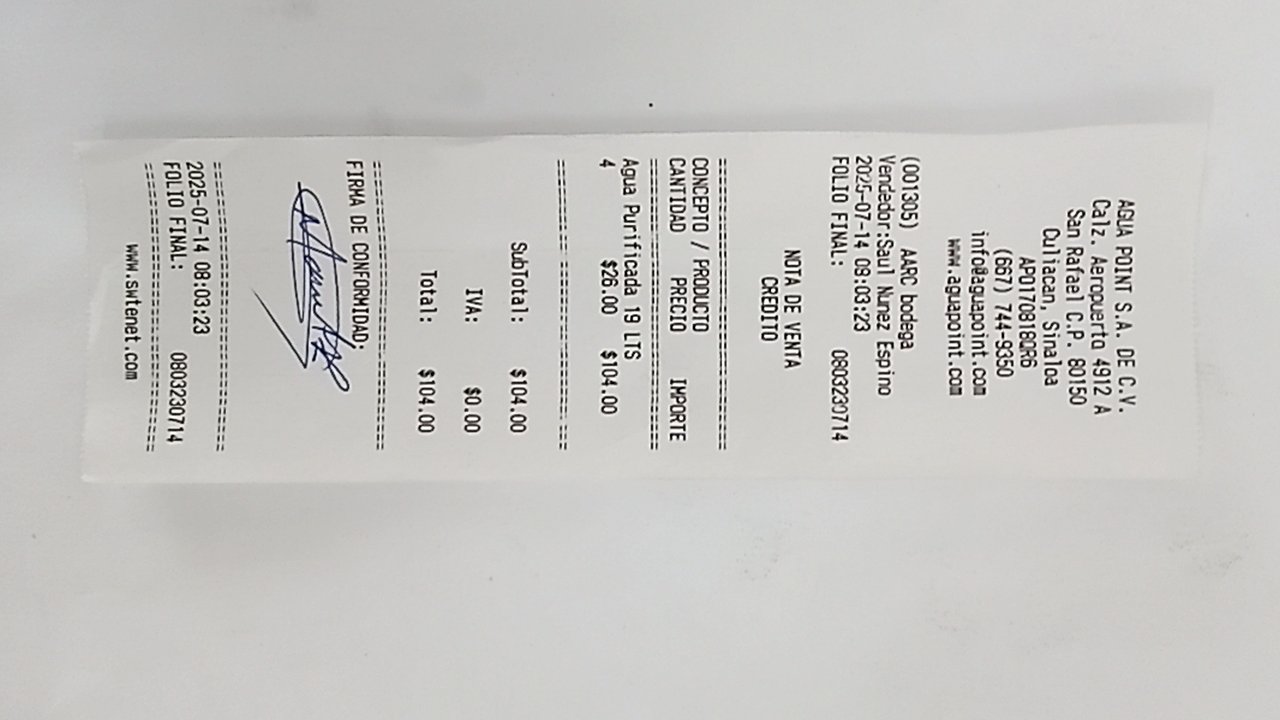 AGUA POINT S.A. DE C.V.
Calz. Aeropuerto 4912 A
San Rafael C.P. 80150
Culiacan, Sinaloa
APO170818QR6
(667) 744-9350
info@aguapoint.com
www.aguapoint.com
(001305) AARC bodega
Vendedor:Saul Nunez Espino
2025-07-14 08:03:23
FOLIO FINAL: 0803230714
NOTA DE VENTA
CREDITO
==========================
CONCEPTO / PRODUCTO
CANTIDAD PRECIO IMPORTE
==========================
Agua Purificada 19 LTS
4 $26.00 $104.00
==========================
SubTotal: $104.00
IVA: $0.00
Total: $104.00
==========================
FIRMA DE CONFORMIDAD:
==========================
2025-07-14 08:03:23
FOLIO FINAL: 0803230714
==========================
www.swtenet.com